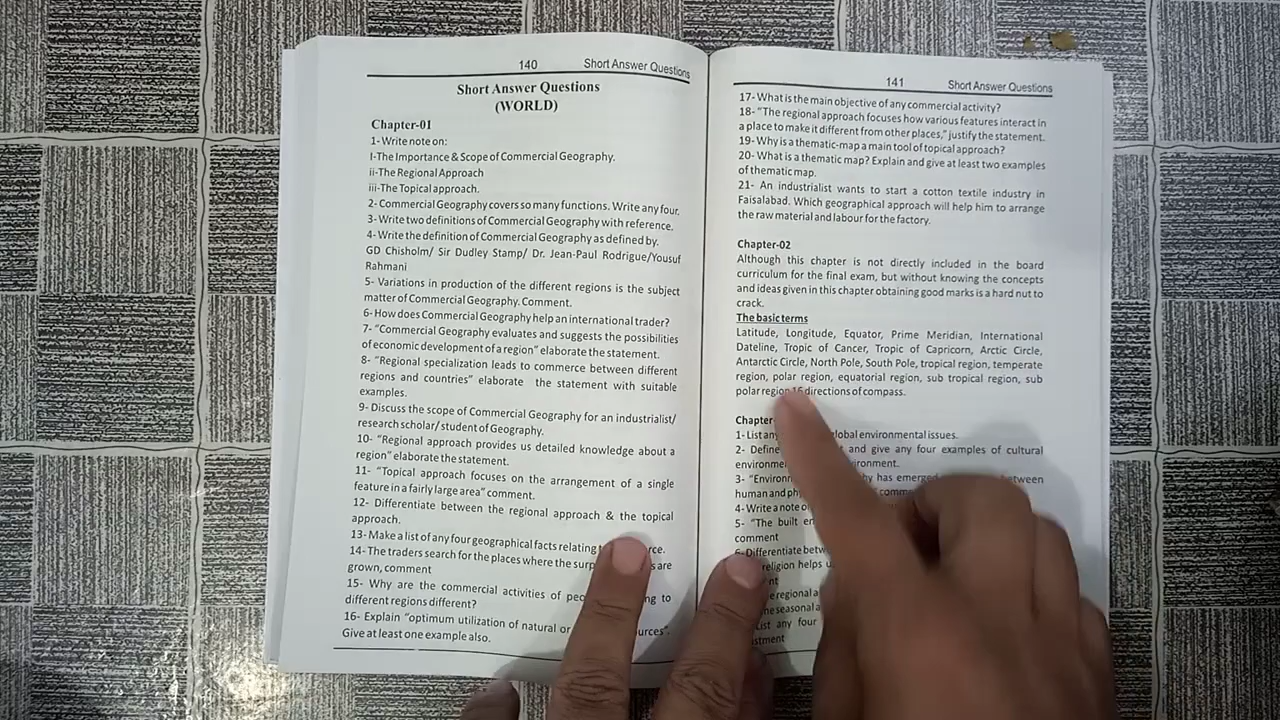 140 Short Answer Questions
Short Answer Questions
(WORLD)
Chapter-01
1- Write note on:
I-The Importance & Scope of Commercial Geography.
ii-The Regional Approach
iii-The Topical approach.
2- Commercial Geography covers so many functions. Write any four.
3- Write two definitions of Commercial Geography with reference.
4- Write the definition of Commercial Geography as defined by.
GD Chisholm/ Sir Dudley Stamp/ Dr. Jean-Paul Rodrigue/Yousuf
Rahmani
5- Variations in production of the different regions is the subject
matter of Commercial Geography. Comment.
6- How does Commercial Geography help an international trader?
7- "Commercial Geography evaluates and suggests the possibilities
of economic development of a region" elaborate the statement.
8- "Regional specialization leads to commerce between different
regions and countries" elaborate the statement with suitable
examples.
9- Discuss the scope of Commercial Geography for an industrialist/
research scholar/ student of Geography.
10- "Regional approach provides us detailed knowledge about a
region" elaborate the statement.
11- "Topical approach focuses on the arrangement of a single
feature in a fairly large area" comment.
12- Differentiate between the regional approach & the topical
approach.
13- Make a list of any four geographical facts relating
14- The traders search for the places where the are
grown, comment
15- Why are the commercial activities of to
different regions different?
16- Explain "optimum utilization of natural or
Give at least one example also.
141 Short Answer Questions
17- What is the main objective of any commercial activity?
18- "The regional approach focuses how various features interact in
a place to make it different from other places," justify the statement.
19- Why is a thematic-map a main tool of topical approach?
20- What is a thematic map? Explain and give at least two examples
of thematic map.
21- An industrialist wants to start a cotton textile industry in
Faisalabad. Which geographical approach will help him to arrange
the raw material and labour for the factory.
Chapter-02
Although this chapter is not directly included in the board
curriculum for the final exam, but without knowing the concepts
and ideas given in this chapter obtaining good marks is a hard nut to
crack.
The basic terms
Latitude, Longitude, Equator, Prime Meridian, International
Dateline, Tropic of Cancer, Tropic of Capricorn, Arctic Circle,
Antarctic Circle, North Pole, South Pole, tropical region, temperate
region, polar region, equatorial region, sub tropical region, sub
polar region 16 directions of compass.
Chapter
1- List any global environmental issues.
2- Define and give any four examples of cultural
3- has emerged between
human and
4- Write a note
5- "The built
comment
6- Differentiate
religion helps
regional
seasonal
List any four